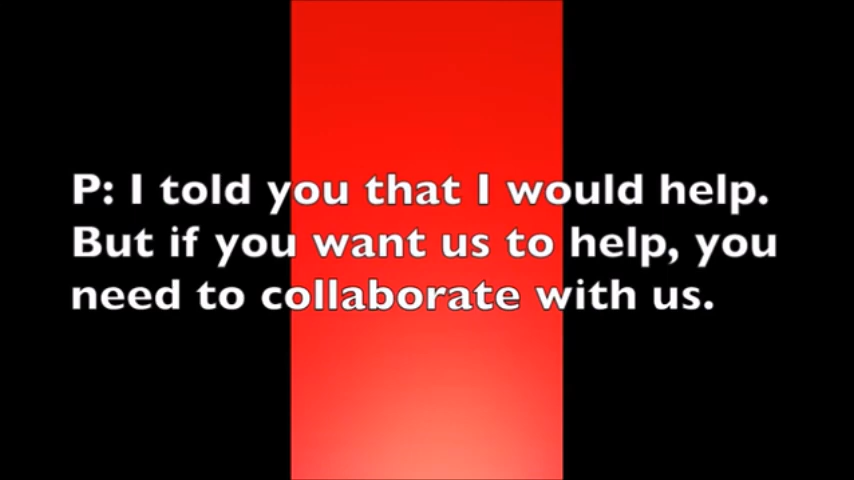 P: I told you that I would help.
But if you want us to help, you
need to collaborate with us.